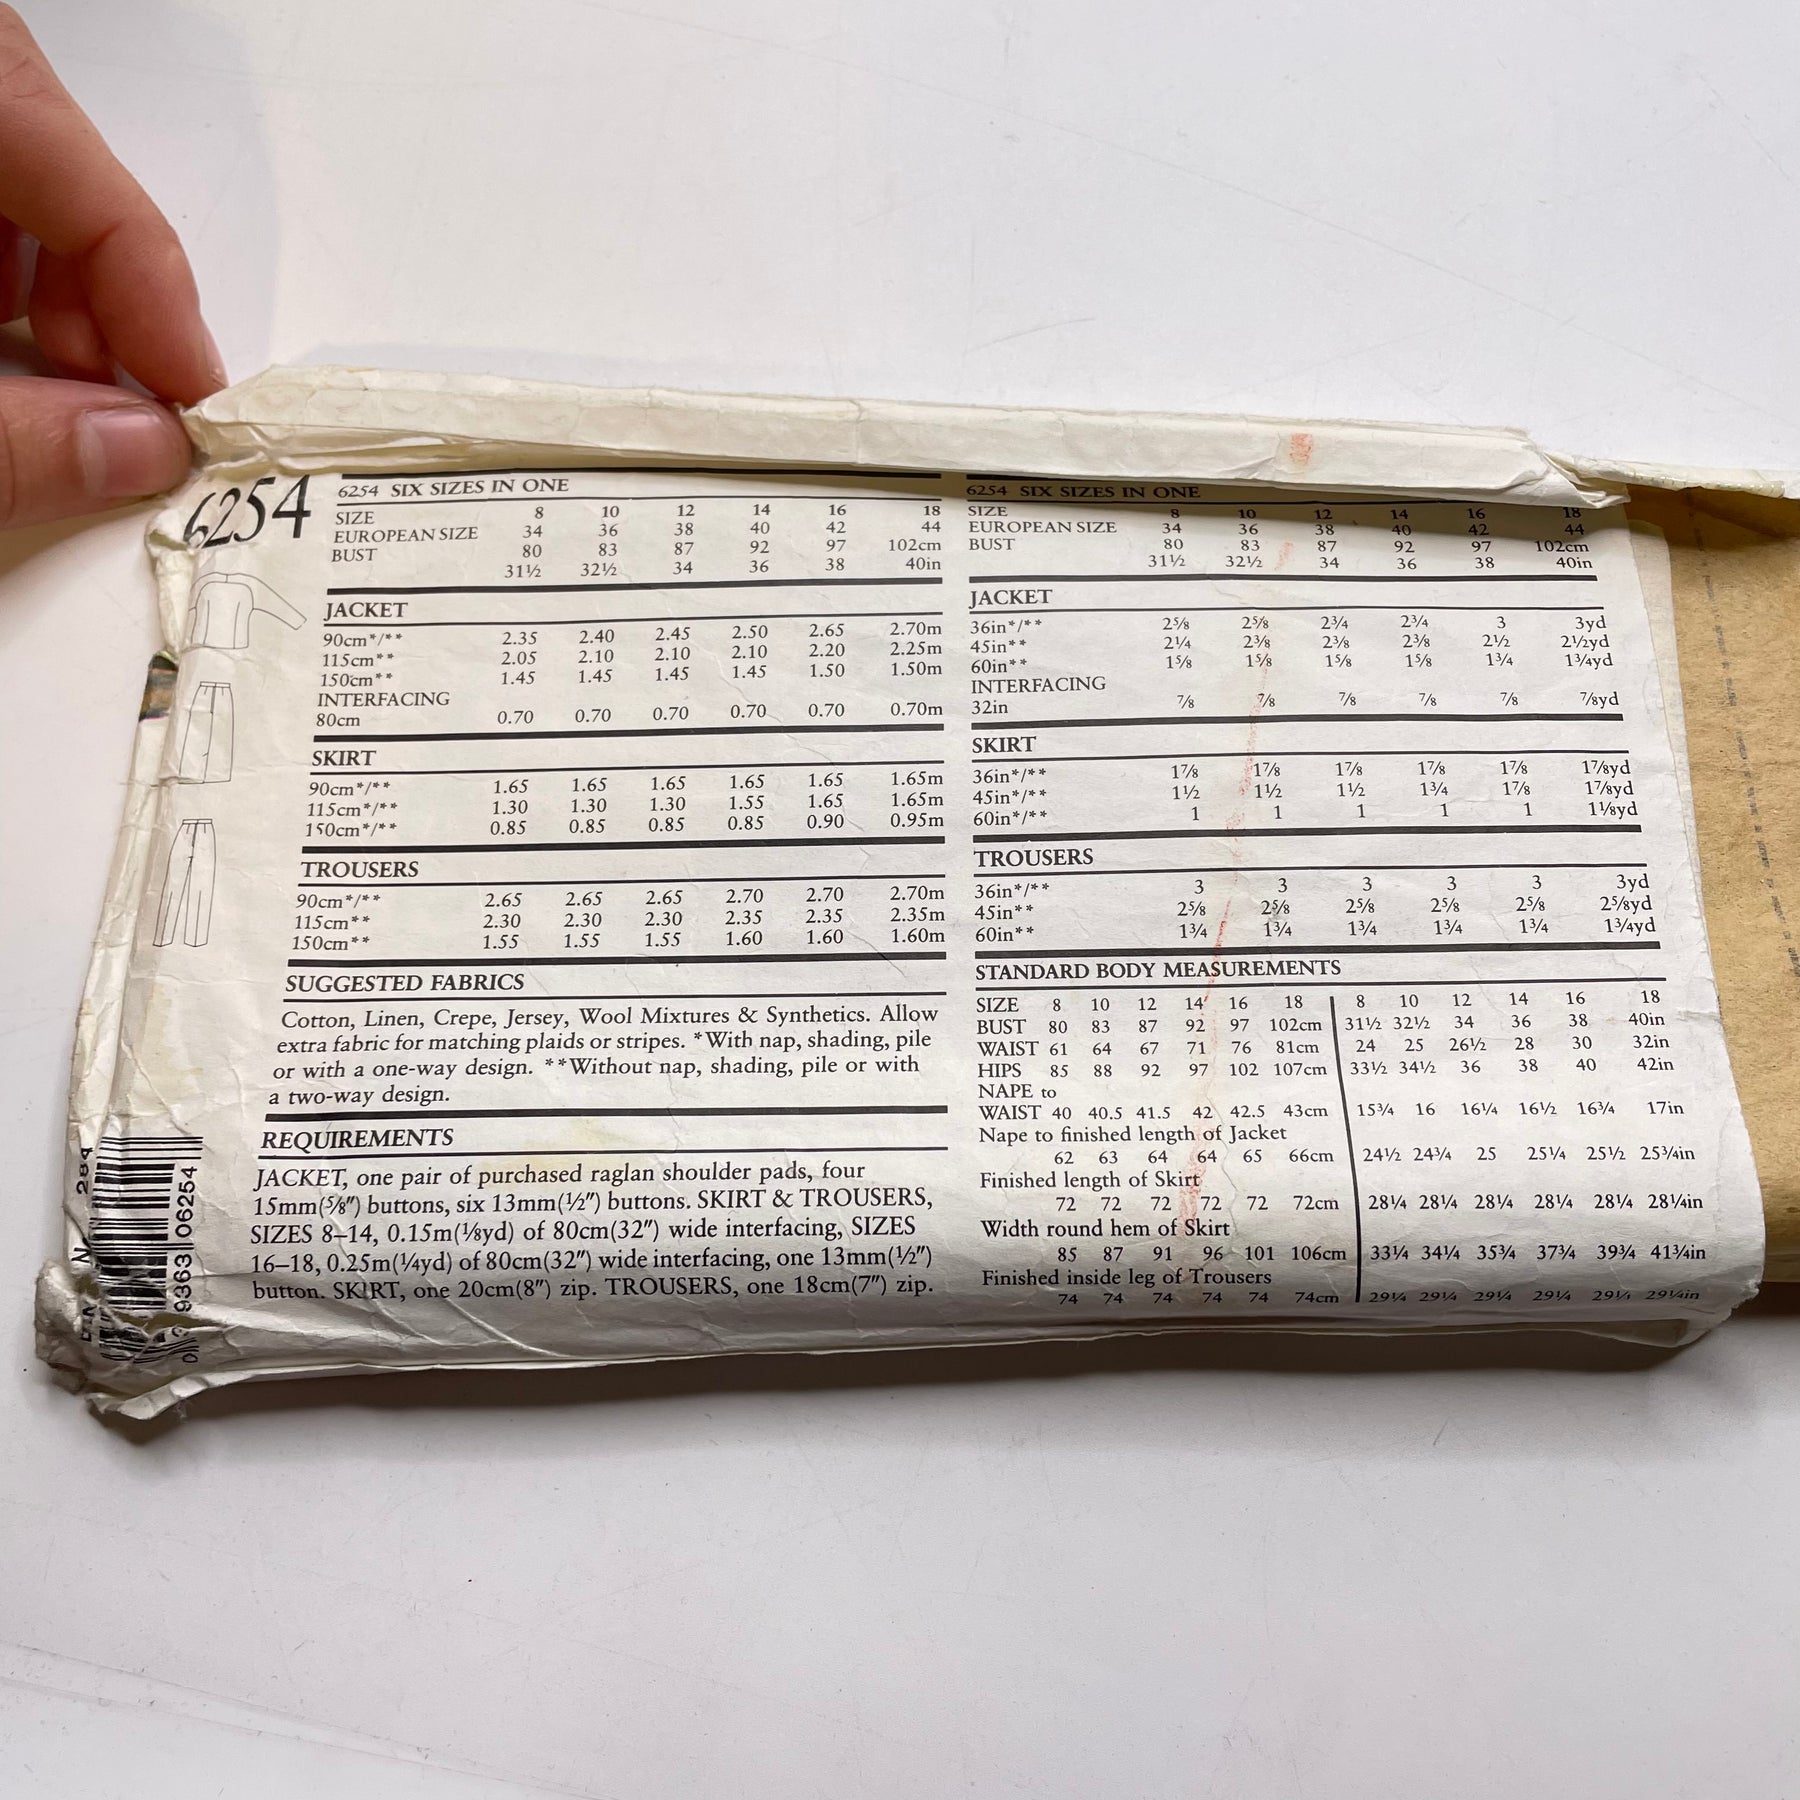 6254
6254 SIX SIZES IN ONE
SIZE 8 10 12 14 16 18
EUROPEAN SIZE 34 36 38 40 42 44
BUST 80 83 87 92 97 102cm
31½ 32½ 34 36 38 40in
JACKET
90cm*/** 2.35 2.40 2.45 2.50 2.65 2.70m
115cm** 2.05 2.10 2.10 2.10 2.20 2.25m
150cm** 1.45 1.45 1.45 1.45 1.50 1.50m
INTERFACING
80cm 0.70 0.70 0.70 0.70 0.70 0.70m
SKIRT
90cm*/** 1.65 1.65 1.65 1.65 1.65 1.65m
115cm*/** 1.30 1.30 1.30 1.55 1.65 1.65m
150cm*/** 0.85 0.85 0.85 0.85 0.90 0.95m
TROUSERS
90cm*/** 2.65 2.65 2.65 2.70 2.70 2.70m
115cm** 2.30 2.30 2.30 2.35 2.35 2.35m
150cm** 1.55 1.55 1.55 1.60 1.60 1.60m
SUGGESTED FABRICS
Cotton, Linen, Crepe, Jersey, Wool Mixtures & Synthetics. Allow
extra fabric for matching plaids or stripes. *With nap, shading, pile
or with a one-way design. **Without nap, shading, pile or with
a two-way design.
REQUIREMENTS
JACKET, one pair of purchased raglan shoulder pads, four
15mm(⅝″) buttons, six 13mm(½″) buttons. SKIRT & TROUSERS,
SIZES 8–14, 0.15m(⅛yd) of 80cm(32″) wide interfacing, SIZES
16–18, 0.25m(¼yd) of 80cm(32″) wide interfacing, one 13mm(½″)
button. SKIRT, one 20cm(8″) zip. TROUSERS, one 18cm(7″) zip.
6254 SIX SIZES IN ONE
SIZE 8 10 12 14 16 18
EUROPEAN SIZE 34 36 38 40 42 44
BUST 80 83 87 92 97 102cm
31½ 32½ 34 36 38 40in
JACKET
36in*/** 2⅝ 2⅝ 2¾ 2¾ 3 3yd
45in** 2¼ 2⅜ 2⅜ 2⅜ 2½ 2½yd
60in** 1⅝ 1⅝ 1⅝ 1⅝ 1¾ 1¾yd
INTERFACING
32in ⅞ ⅞ ⅞ ⅞ ⅞ ⅞yd
SKIRT
36in*/** 1⅞ 1⅞ 1⅞ 1⅞ 1⅞ 1⅞yd
45in*/** 1½ 1½ 1½ 1¾ 1⅞ 1⅞yd
60in*/** 1 1 1 1 1 1⅛yd
TROUSERS
36in*/** 3 3 3 3 3 3yd
45in** 2⅝ 2⅝ 2⅝ 2⅝ 2⅝ 2⅝yd
60in** 1¾ 1¾ 1¾ 1¾ 1¾ 1¾yd
STANDARD BODY MEASUREMENTS
SIZE 8 10 12 14 16 18 8 10 12 14 16 18
BUST 80 83 87 92 97 102cm 31½ 32½ 34 36 38 40in
WAIST 61 64 67 71 76 81cm 24 25 26½ 28 30 32in
HIPS 85 88 92 97 102 107cm 33½ 34½ 36 38 40 42in
NAPE to
WAIST 40 40.5 41.5 42 42.5 43cm 15¾ 16 16¼ 16½ 16¾ 17in
Nape to finished length of Jacket
62 63 64 64 65 66cm 24½ 24¾ 25 25¼ 25½ 25¾in
Finished length of Skirt
72 72 72 72 72 72cm 28¼ 28¼ 28¼ 28¼ 28¼ 28¼in
Width round hem of Skirt
85 87 91 96 101 106cm 33¼ 34¼ 35¾ 37¾ 39¾ 41¾in
Finished inside leg of Trousers
74 74 74 74 74 74cm 29¼ 29¼ 29¼ 29¼ 29¼ 29¼in
9363 06254